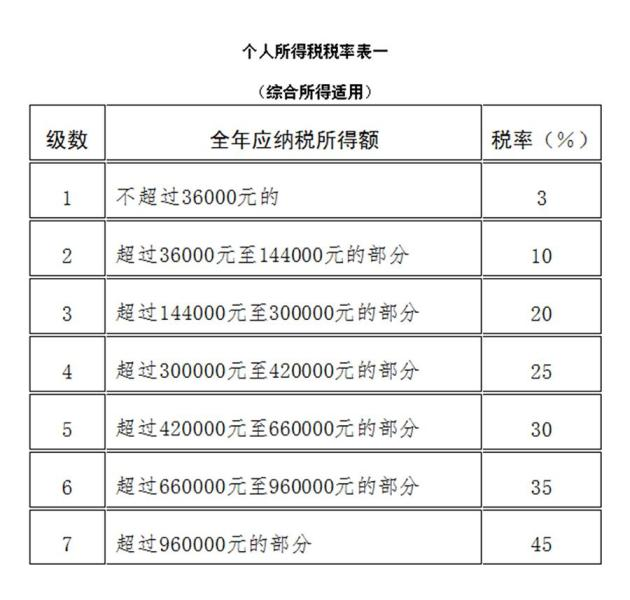 个人所得税税率表一
（综合所得适用）
级数 全年应纳税所得额 税率（%）
1 不超过36000元的 3
2 超过36000元至144000元的部分 10
3 超过144000元至300000元的部分 20
4 超过300000元至420000元的部分 25
5 超过420000元至660000元的部分 30
6 超过660000元至960000元的部分 35
7 超过960000元的部分 45